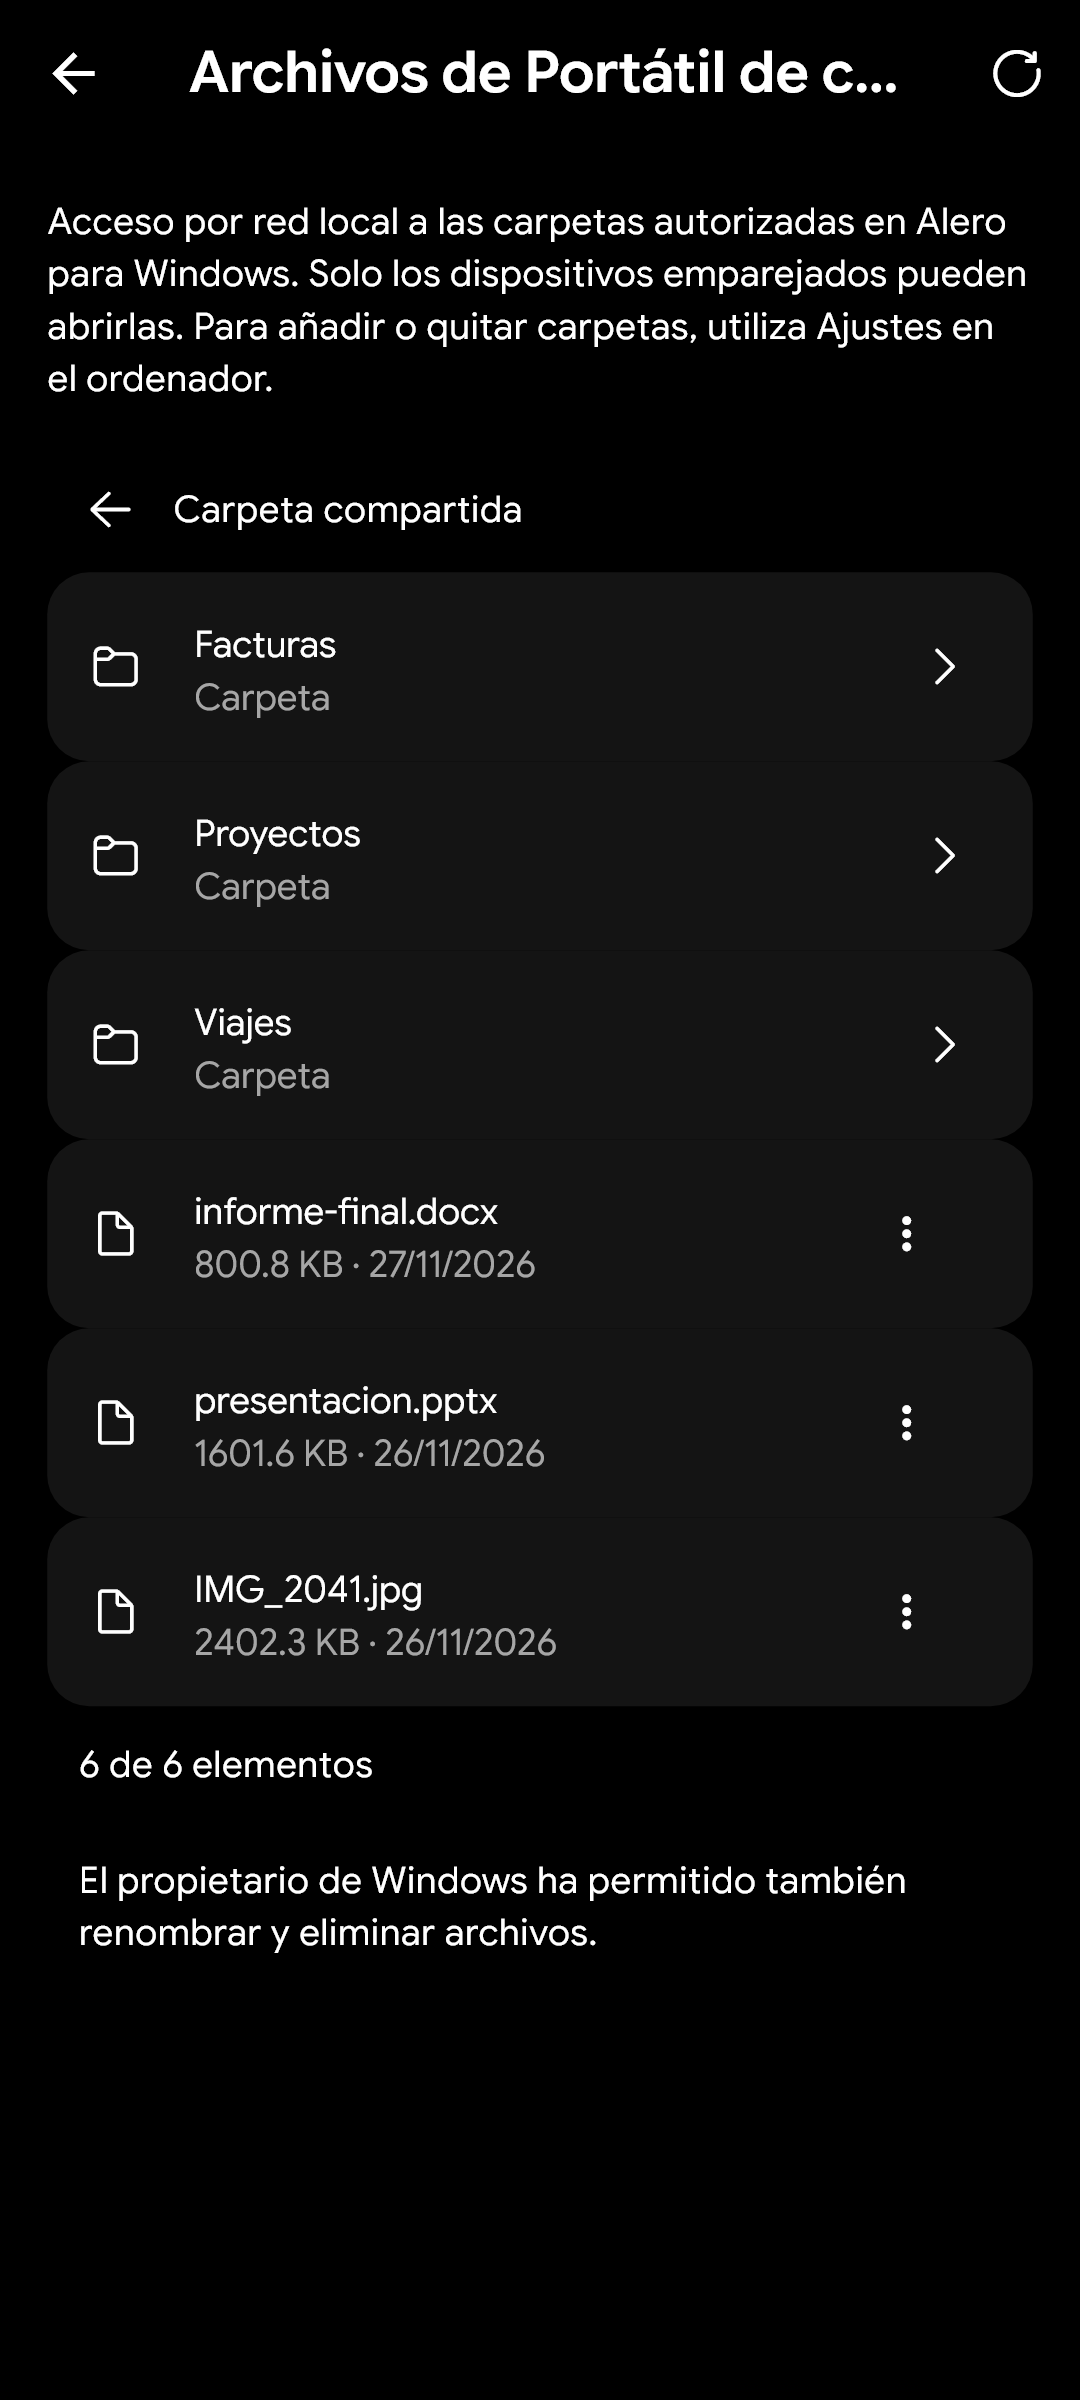 Archivos de Portátil de c...
Acceso por red local a las carpetas autorizadas en Alero
para Windows. Solo los dispositivos emparejados pueden
abrirlas. Para añadir o quitar carpetas, utiliza Ajustes en
el ordenador.
Carpeta compartida
Facturas
Carpeta
Proyectos
Carpeta
Viajes
Carpeta
informe-final.docx
800.8 KB · 27/11/2026
presentacion.pptx
1601.6 KB · 26/11/2026
IMG_2041.jpg
2402.3 KB · 26/11/2026
6 de 6 elementos
El propietario de Windows ha permitido también
renombrar y eliminar archivos.